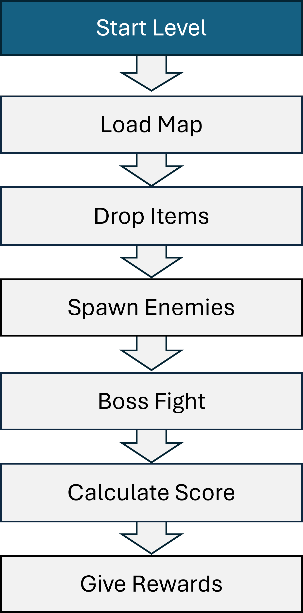 Start Level
Load Map
Drop Items
Spawn Enemies
Boss Fight
Calculate Score
Give Rewards